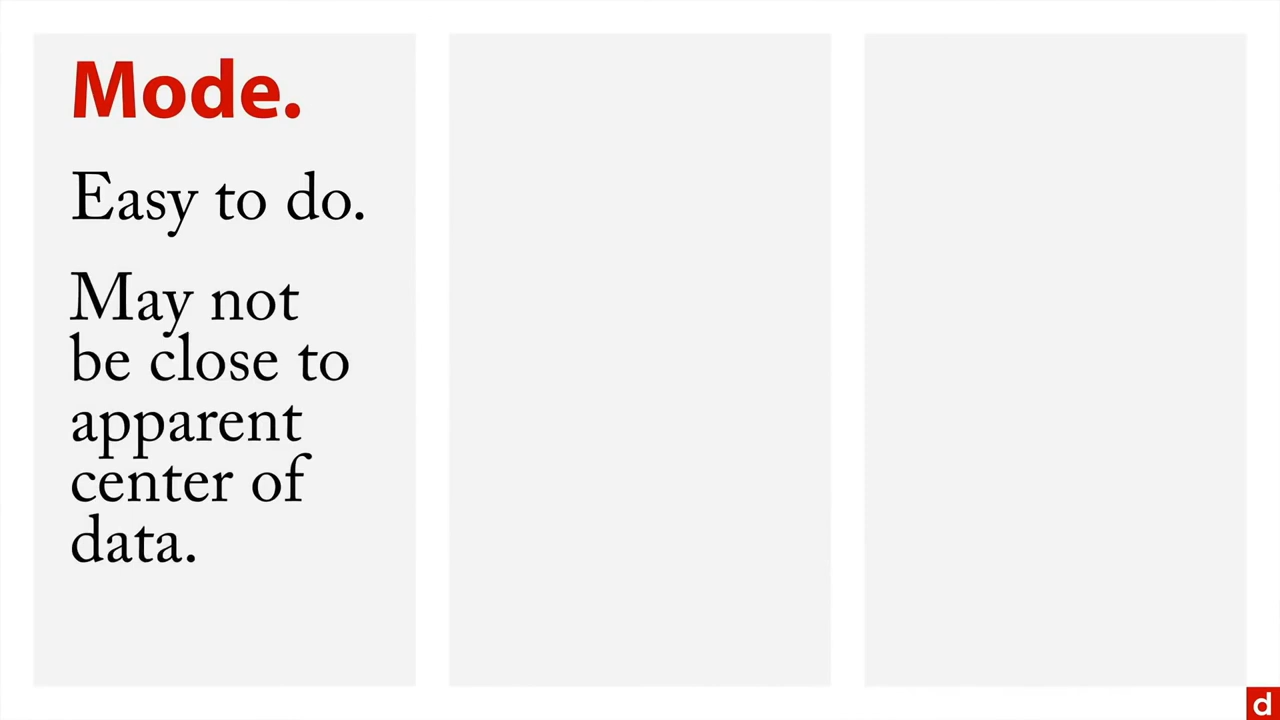 Mode.
Easy to do.
May not
be close to
apparent
center of
data.
d